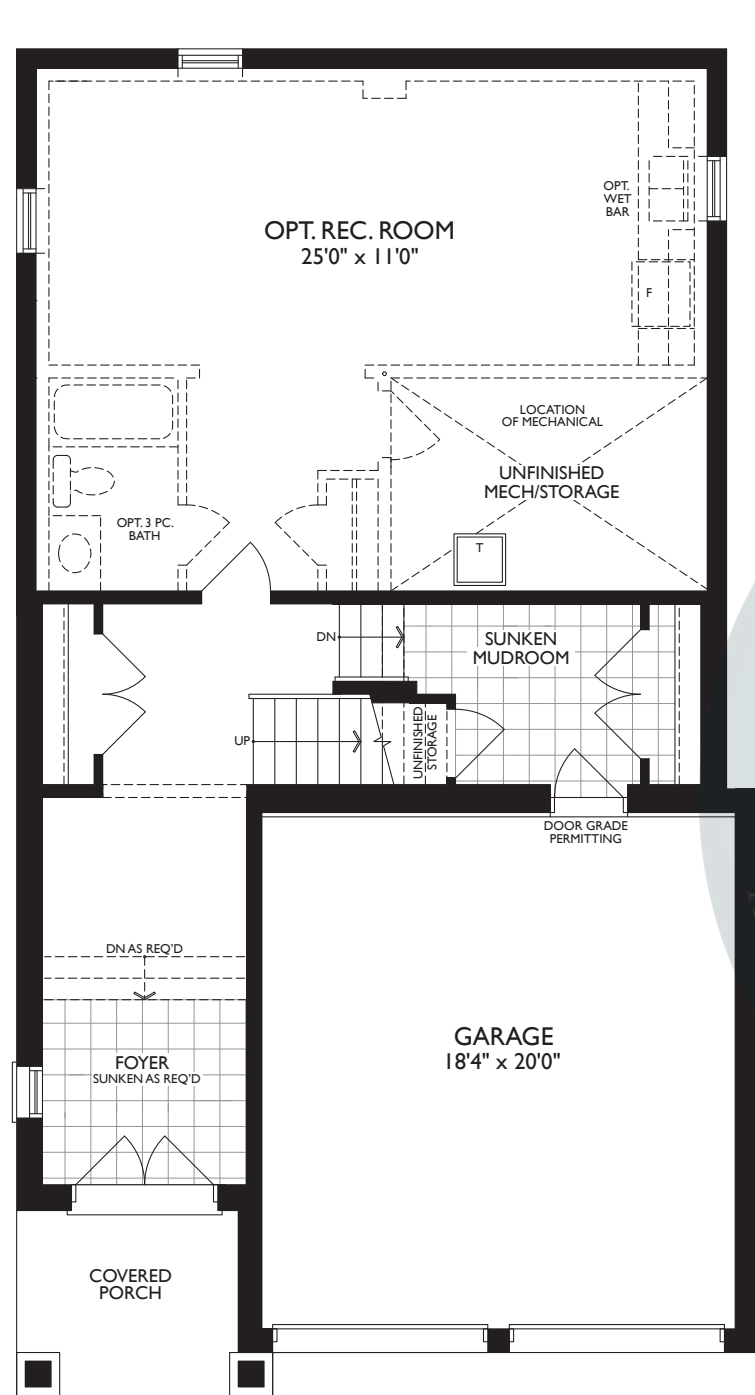 OPT. REC. ROOM
25'0" x 11'0"
OPT.
WET
BAR
F
LOCATION
OF MECHANICAL
UNFINISHED
MECH/STORAGE
OPT. 3 PC.
BATH
T
DN
SUNKEN
MUDROOM
UP
UNFINISHED
STORAGE
DOOR GRADE
PERMITTING
DN AS REQ'D
FOYER
SUNKEN AS REQ'D
GARAGE
18'4" x 20'0"
COVERED
PORCH